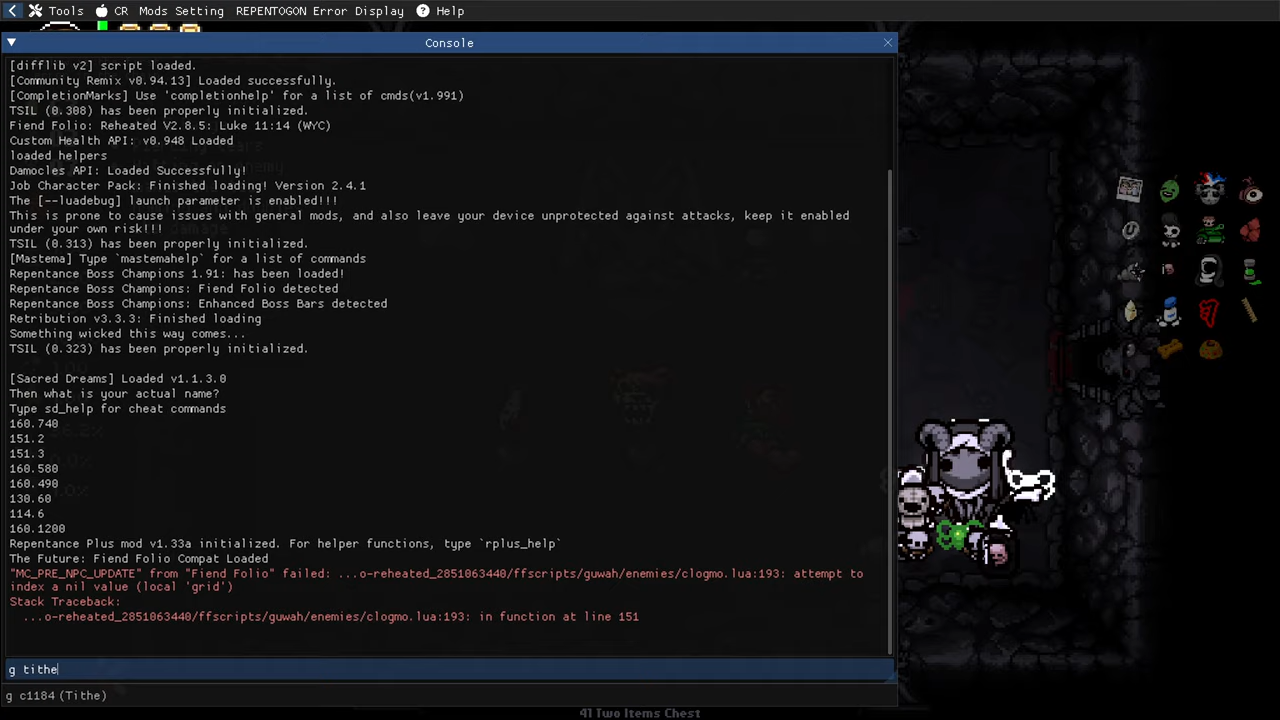 Tools CR Mods Setting REPENTOGON Error Display Help
Console
[difflib v2] script loaded.
[Community Remix v0.94.13] Loaded successfully.
[CompletionMarks] Use 'completionhelp' for a list of cmds(v1.991)
TSIL (0.308) has been properly initialized.
Fiend Folio: Reheated V2.8.5: Luke 11:14 (WYC)
Custom Health API: v0.948 Loaded
loaded helpers
Damocles API: Loaded Successfully!
Job Character Pack: Finished loading! Version 2.4.1
The [--luadebug] launch parameter is enabled!!!
This is prone to cause issues with general mods, and also leave your device unprotected against attacks, keep it enabled
under your own risk!!!
TSIL (0.313) has been properly initialized.
[Mastema] Type `mastemahelp` for a list of commands
Repentance Boss Champions 1.91: has been loaded!
Repentance Boss Champions: Fiend Folio detected
Repentance Boss Champions: Enhanced Boss Bars detected
Retribution v3.3.3: Finished loading
Something wicked this way comes...
TSIL (0.323) has been properly initialized.
[Sacred Dreams] Loaded v1.1.3.0
Then what is your actual name?
Type sd_help for cheat commands
160.740
151.2
151.3
160.580
160.490
130.60
114.6
160.1200
Repentance Plus mod v1.33a initialized. For helper functions, type `rplus_help`
The Future: Fiend Folio Compat Loaded
"MC_PRE_NPC_UPDATE" from "Fiend Folio" failed: ...o-reheated_2851063440/ffscripts/guwah/enemies/clogmo.lua:193: attempt to
index a nil value (local 'grid')
Stack Traceback:
...o-reheated_2851063440/ffscripts/guwah/enemies/clogmo.lua:193: in function at line 151
g tithe
g c1184 (Tithe)
41 Two Items Chest